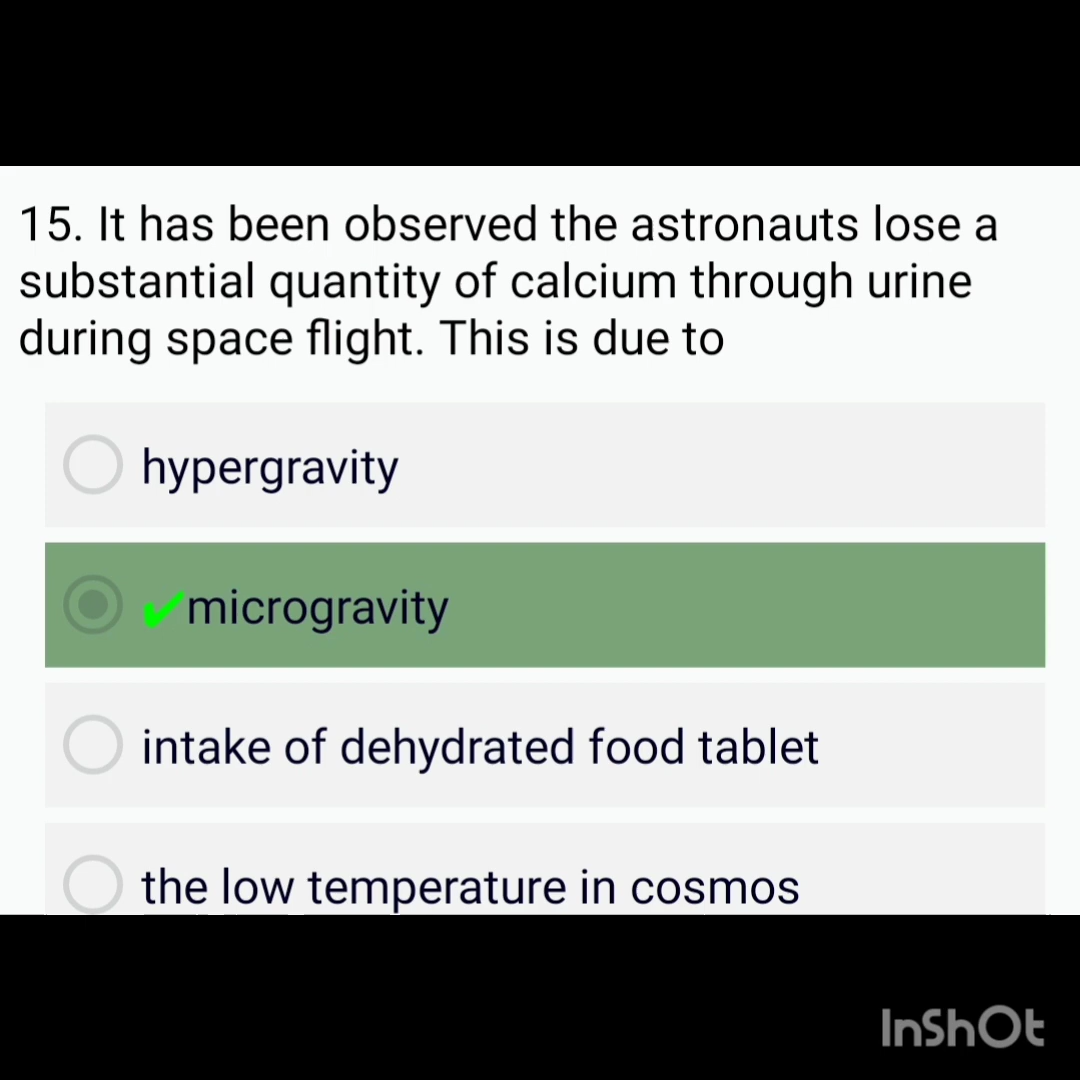 15. It has been observed the astronauts lose a
substantial quantity of calcium through urine
during space flight. This is due to
hypergravity
✔microgravity
intake of dehydrated food tablet
the low temperature in cosmos
InShOt